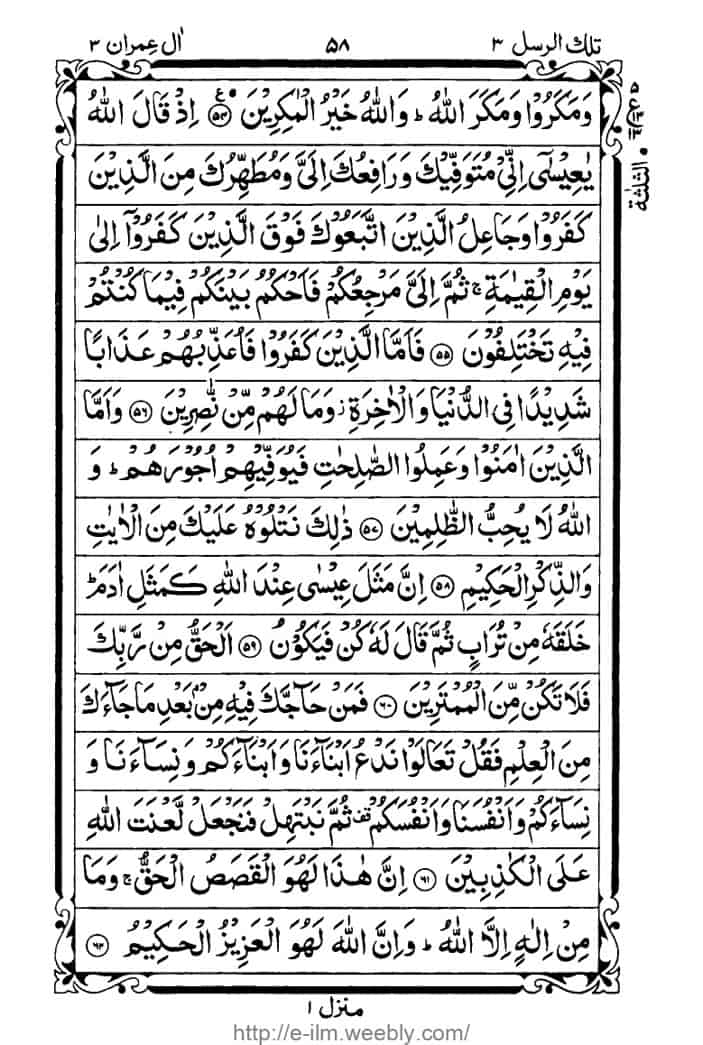 تلك الرسل ٣ ٥٨ اٰل عِمرٰن ٣
وَمَكَرُوْا وَمَكَرَ اللّٰهُ ؕ وَاللّٰهُ خَيْرُ الْمٰكِرِيْنَ ۝٥٤ اِذْ قَالَ اللّٰهُ
يٰعِيْسٰٓى اِنِّيْ مُتَوَفِّيْكَ وَرَافِعُكَ اِلَيَّ وَمُطَهِّرُكَ مِنَ الَّذِيْنَ
كَفَرُوْا وَجَاعِلُ الَّذِيْنَ اتَّبَعُوْكَ فَوْقَ الَّذِيْنَ كَفَرُوْٓا اِلٰى
يَوْمِ الْقِيٰمَةِ ۚ ثُمَّ اِلَيَّ مَرْجِعُكُمْ فَاَحْكُمُ بَيْنَكُمْ فِيْمَا كُنْتُمْ
فِيْهِ تَخْتَلِفُوْنَ ۝٥٥ فَاَمَّا الَّذِيْنَ كَفَرُوْا فَاُعَذِّبُهُمْ عَذَابًا
شَدِيْدًا فِى الدُّنْيَا وَالْاٰخِرَةِ ؗ وَمَا لَهُمْ مِّنْ نّٰصِرِيْنَ ۝٥٦ وَاَمَّا
الَّذِيْنَ اٰمَنُوْا وَعَمِلُوا الصّٰلِحٰتِ فَيُوَفِّيْهِمْ اُجُوْرَهُمْ ؕ وَ
اللّٰهُ لَا يُحِبُّ الظّٰلِمِيْنَ ۝٥٧ ذٰلِكَ نَتْلُوْهُ عَلَيْكَ مِنَ الْاٰيٰتِ
وَالذِّكْرِ الْحَكِيْمِ ۝٥٨ اِنَّ مَثَلَ عِيْسٰى عِنْدَ اللّٰهِ كَمَثَلِ اٰدَمَ ؕ
خَلَقَهٗ مِنْ تُرَابٍ ثُمَّ قَالَ لَهٗ كُنْ فَيَكُوْنُ ۝٥٩ اَلْحَقُّ مِنْ رَّبِّكَ
فَلَا تَكُنْ مِّنَ الْمُمْتَرِيْنَ ۝٦٠ فَمَنْ حَآجَّكَ فِيْهِ مِنْۢ بَعْدِ مَا جَآءَكَ
مِنَ الْعِلْمِ فَقُلْ تَعَالَوْا نَدْعُ اَبْنَآءَنَا وَاَبْنَآءَكُمْ وَنِسَآءَنَا وَ
نِسَآءَكُمْ وَاَنْفُسَنَا وَاَنْفُسَكُمْ ۫ ثُمَّ نَبْتَهِلْ فَنَجْعَلْ لَّعْنَتَ اللّٰهِ
عَلَى الْكٰذِبِيْنَ ۝٦١ اِنَّ هٰذَا لَهُوَ الْقَصَصُ الْحَقُّ ۚ وَمَا
مِنْ اِلٰهٍ اِلَّا اللّٰهُ ؕ وَاِنَّ اللّٰهَ لَهُوَ الْعَزِيْزُ الْحَكِيْمُ ۝٦٢
الثلثة
منزل ١
http://e-ilm.weebly.com/